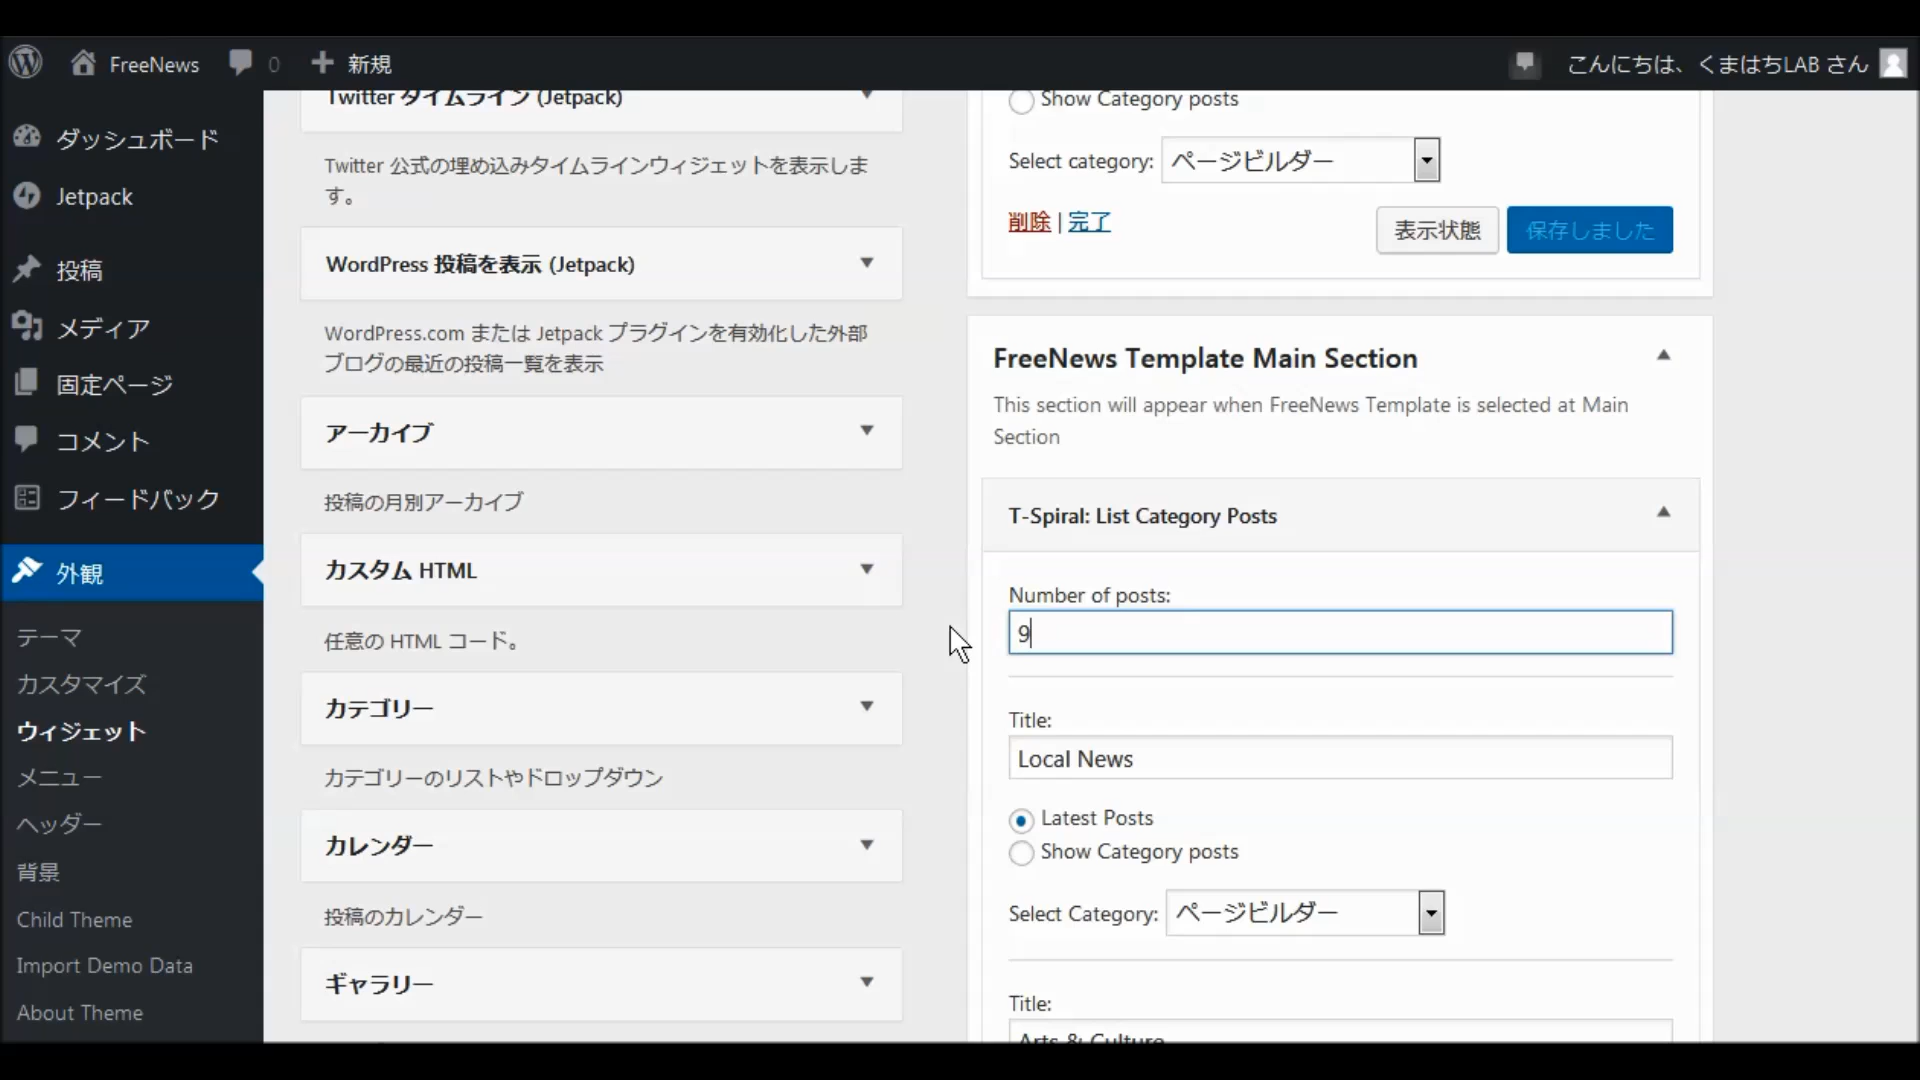 FreeNews
0
新規
こんにちは、くまはちLAB さん
ダッシュボード
Jetpack
投稿
メディア
固定ページ
コメント
フィードバック
外観
テーマ
カスタマイズ
ウィジェット
メニュー
ヘッダー
背景
Child Theme
Import Demo Data
About Theme
Twitter タイムライン (Jetpack)
Twitter 公式の埋め込みタイムラインウィジェットを表示しま
す。
WordPress 投稿を表示 (Jetpack)
WordPress.com または Jetpack プラグインを有効化した外部
ブログの最近の投稿一覧を表示
アーカイブ
投稿の月別アーカイブ
カスタム HTML
任意の HTML コード。
カテゴリー
カテゴリーのリストやドロップダウン
カレンダー
投稿のカレンダー
ギャラリー
Show Category posts
Select category: ページビルダー
削除 | 完了
表示状態
保存しました
FreeNews Template Main Section
This section will appear when FreeNews Template is selected at Main
Section
T-Spiral: List Category Posts
Number of posts:
9
Title:
Local News
Latest Posts
Show Category posts
Select Category: ページビルダー
Title:
Arts & Culture